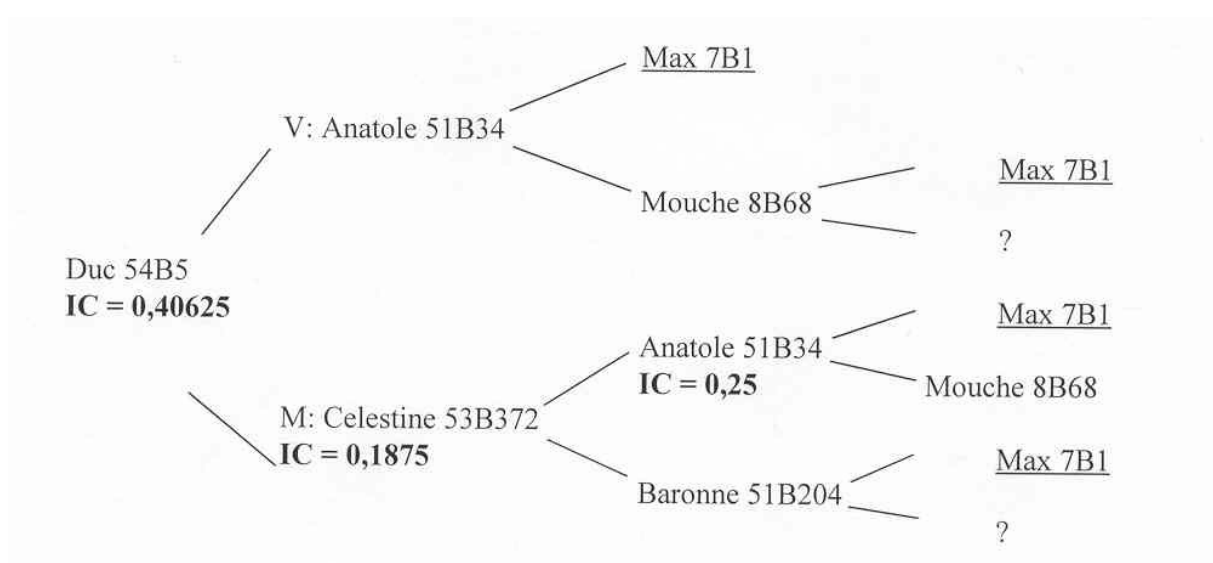 Max 7B1
V: Anatole 51B34
Max 7B1
Mouche 8B68
?
Duc 54B5
IC = 0,40625
Max 7B1
Anatole 51B34
IC = 0,25
Mouche 8B68
M: Celestine 53B372
IC = 0,1875
Max 7B1
Baronne 51B204
?